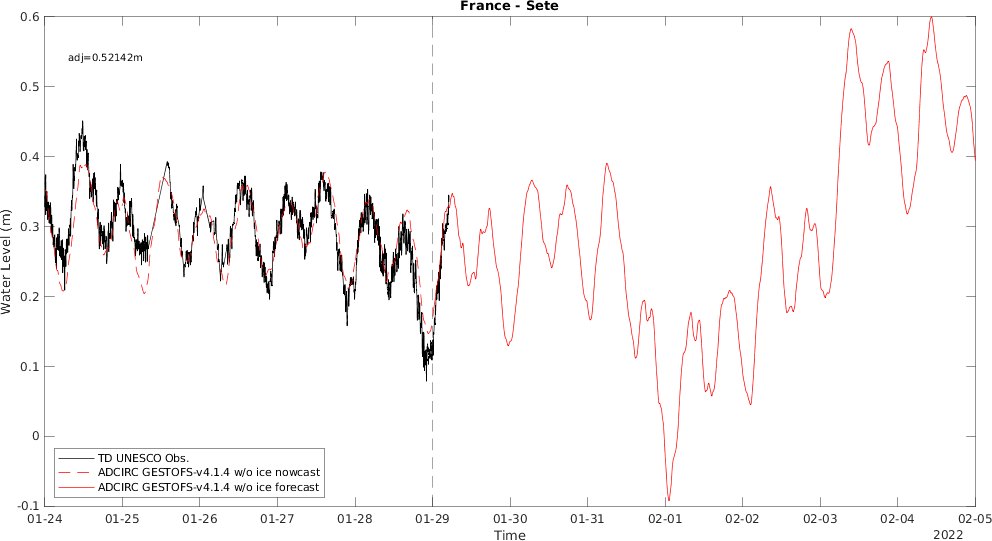 France - Sete
adj=0.52142m
0.6
0.5
0.4
0.3
0.2
0.1
0
-0.1
Water Level (m)
TD UNESCO Obs.
ADCIRC GESTOFS-v4.1.4 w/o ice nowcast
ADCIRC GESTOFS-v4.1.4 w/o ice forecast
01-24 01-25 01-26 01-27 01-28 01-29 01-30 01-31 02-01 02-02 02-03 02-04 02-05
Time
2022